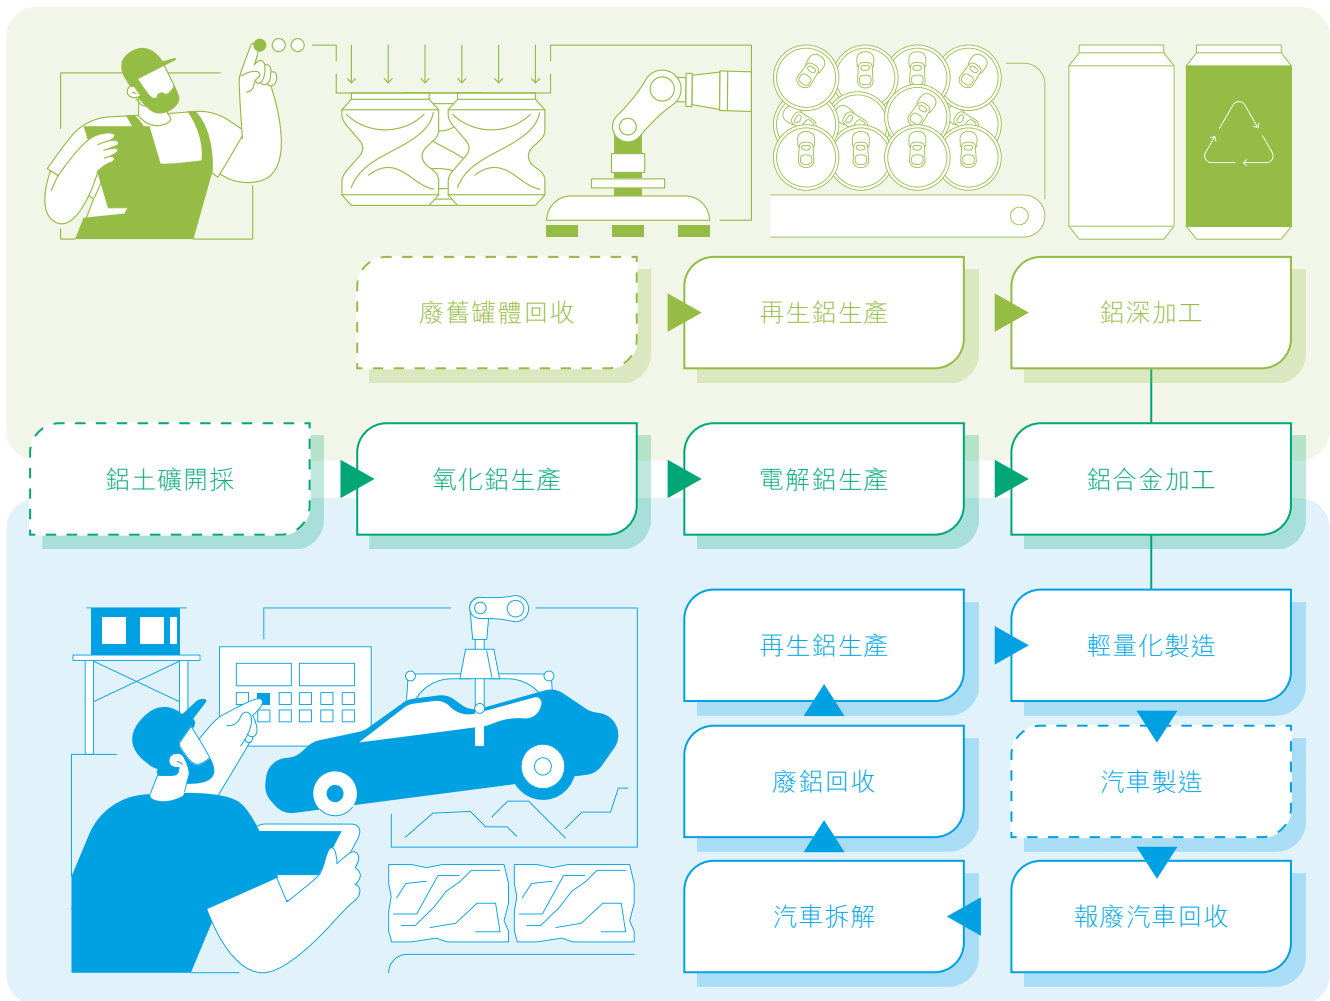 廢舊罐體回收
再生鋁生產
鋁深加工
鋁土礦開採
氧化鋁生產
電解鋁生產
鋁合金加工
再生鋁生產
輕量化製造
廢鋁回收
汽車製造
汽車拆解
報廢汽車回收